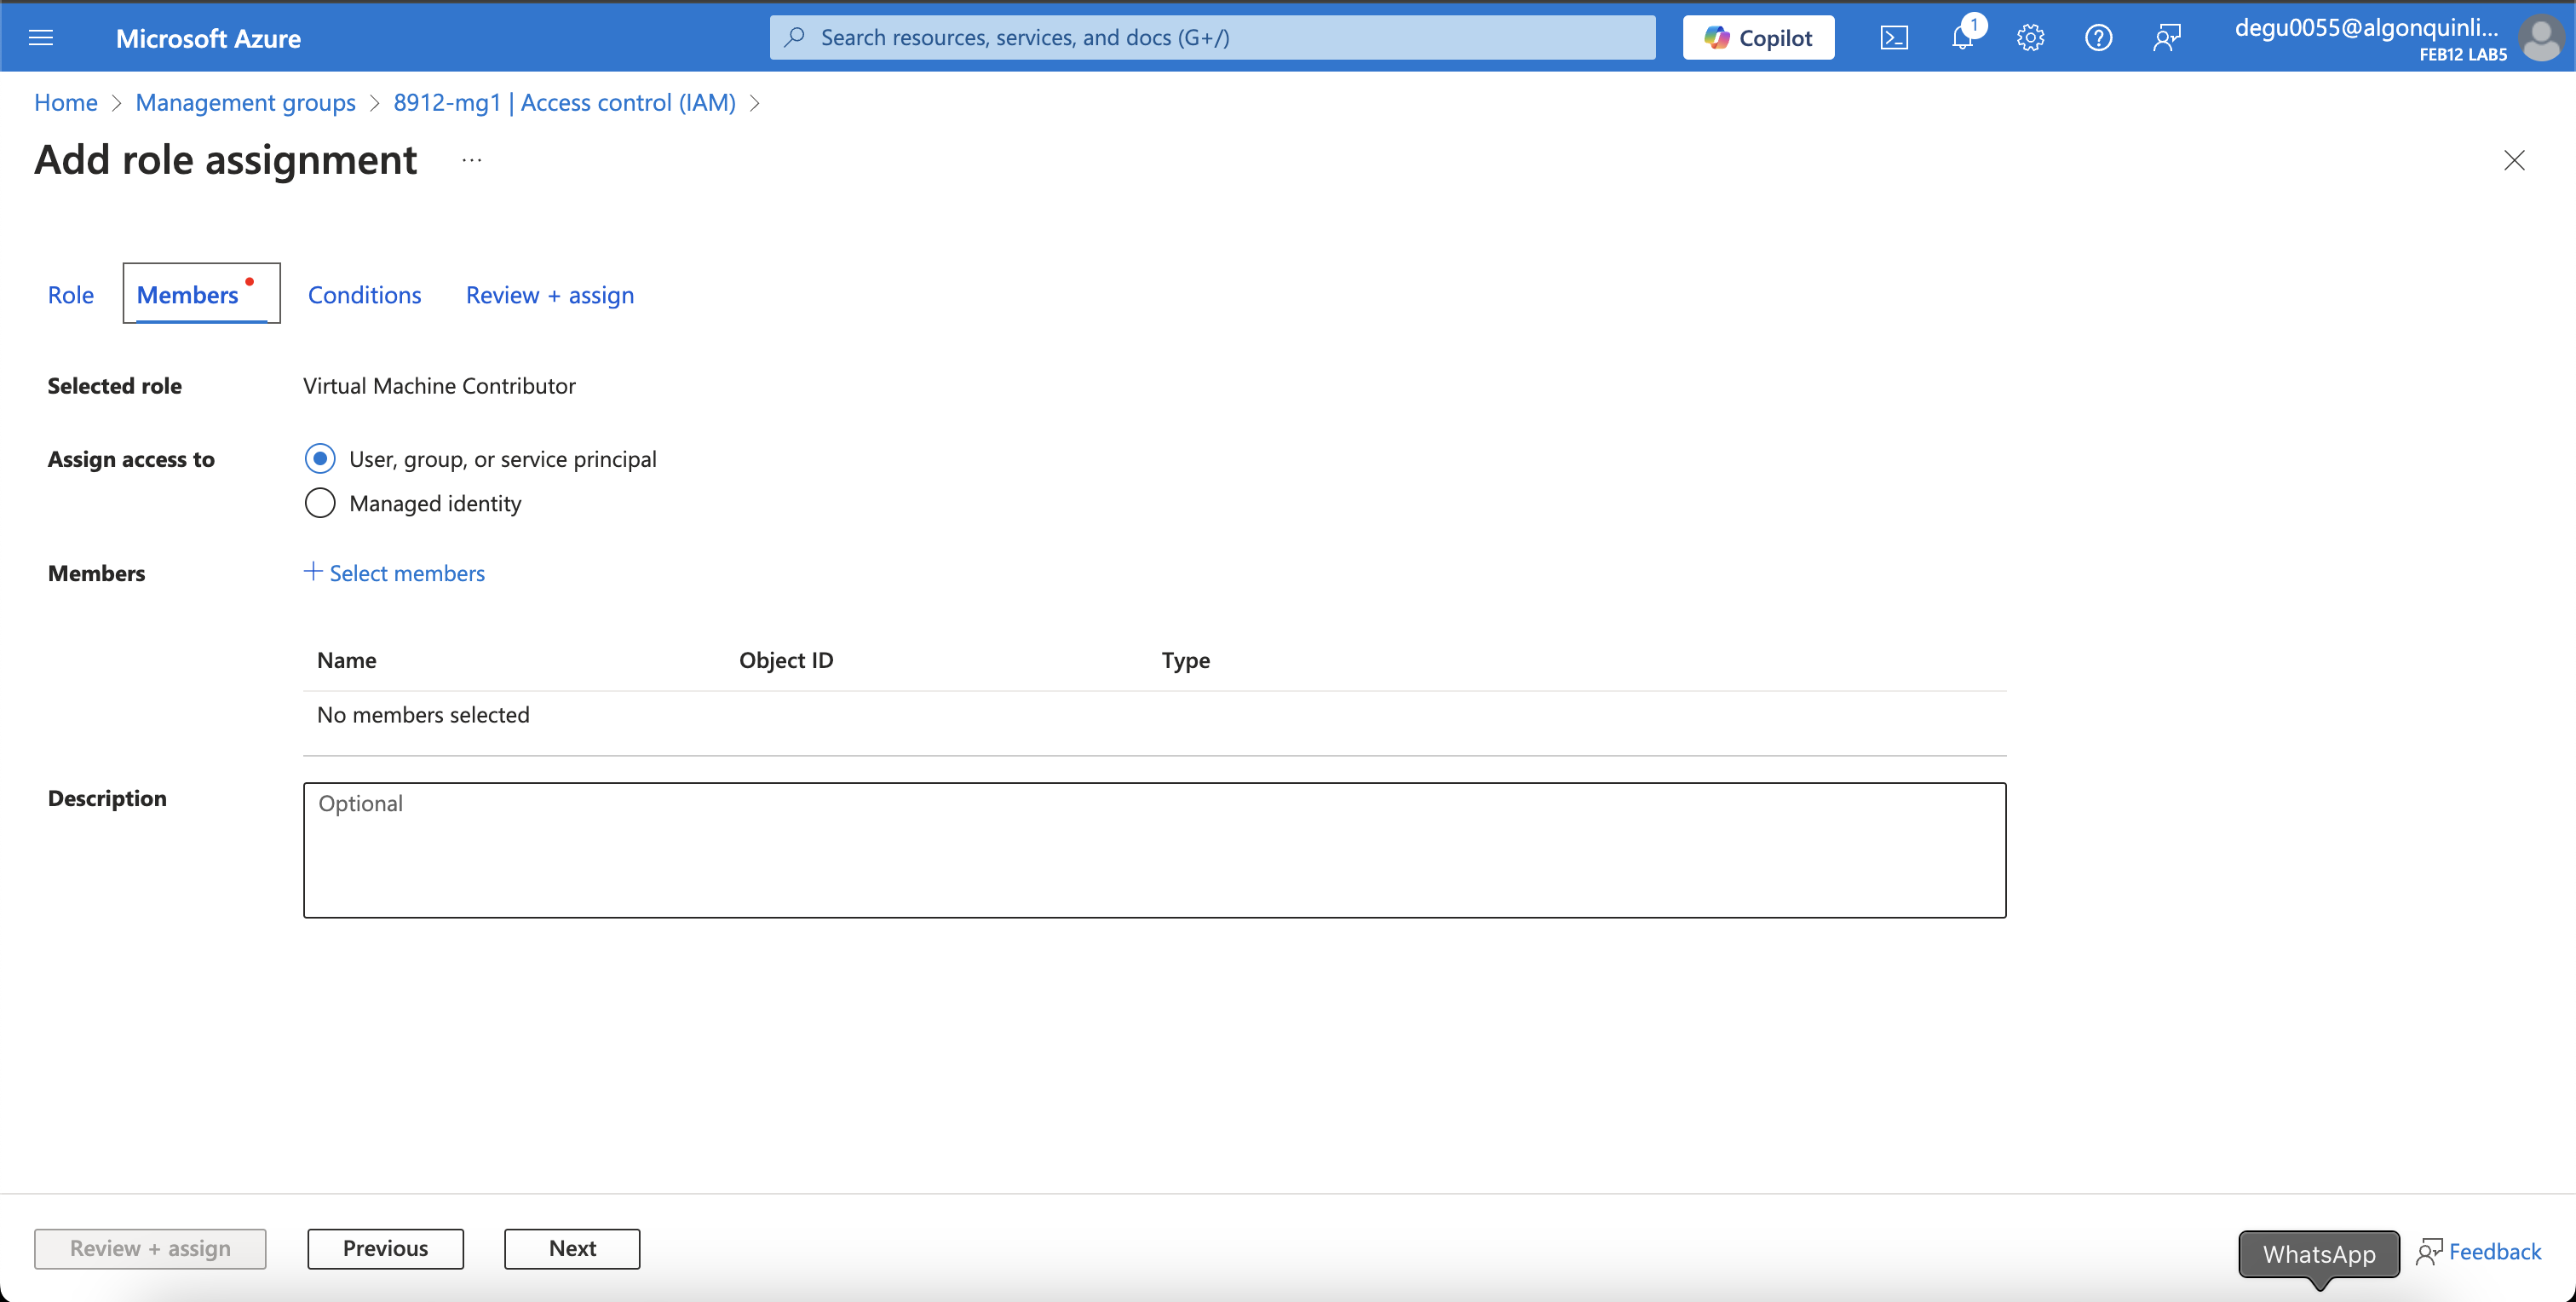 Microsoft Azure
Search resources, services, and docs (G+/)
Copilot
1
degu0055@algonquinli...
FEB12 LAB5
Home > Management groups > 8912-mg1 | Access control (IAM) >
Add role assignment ...
Role Members Conditions Review + assign
Selected role Virtual Machine Contributor
Assign access to User, group, or service principal
Managed identity
Members + Select members
Name Object ID Type
No members selected
Description Optional
Review + assign Previous Next
WhatsApp
Feedback